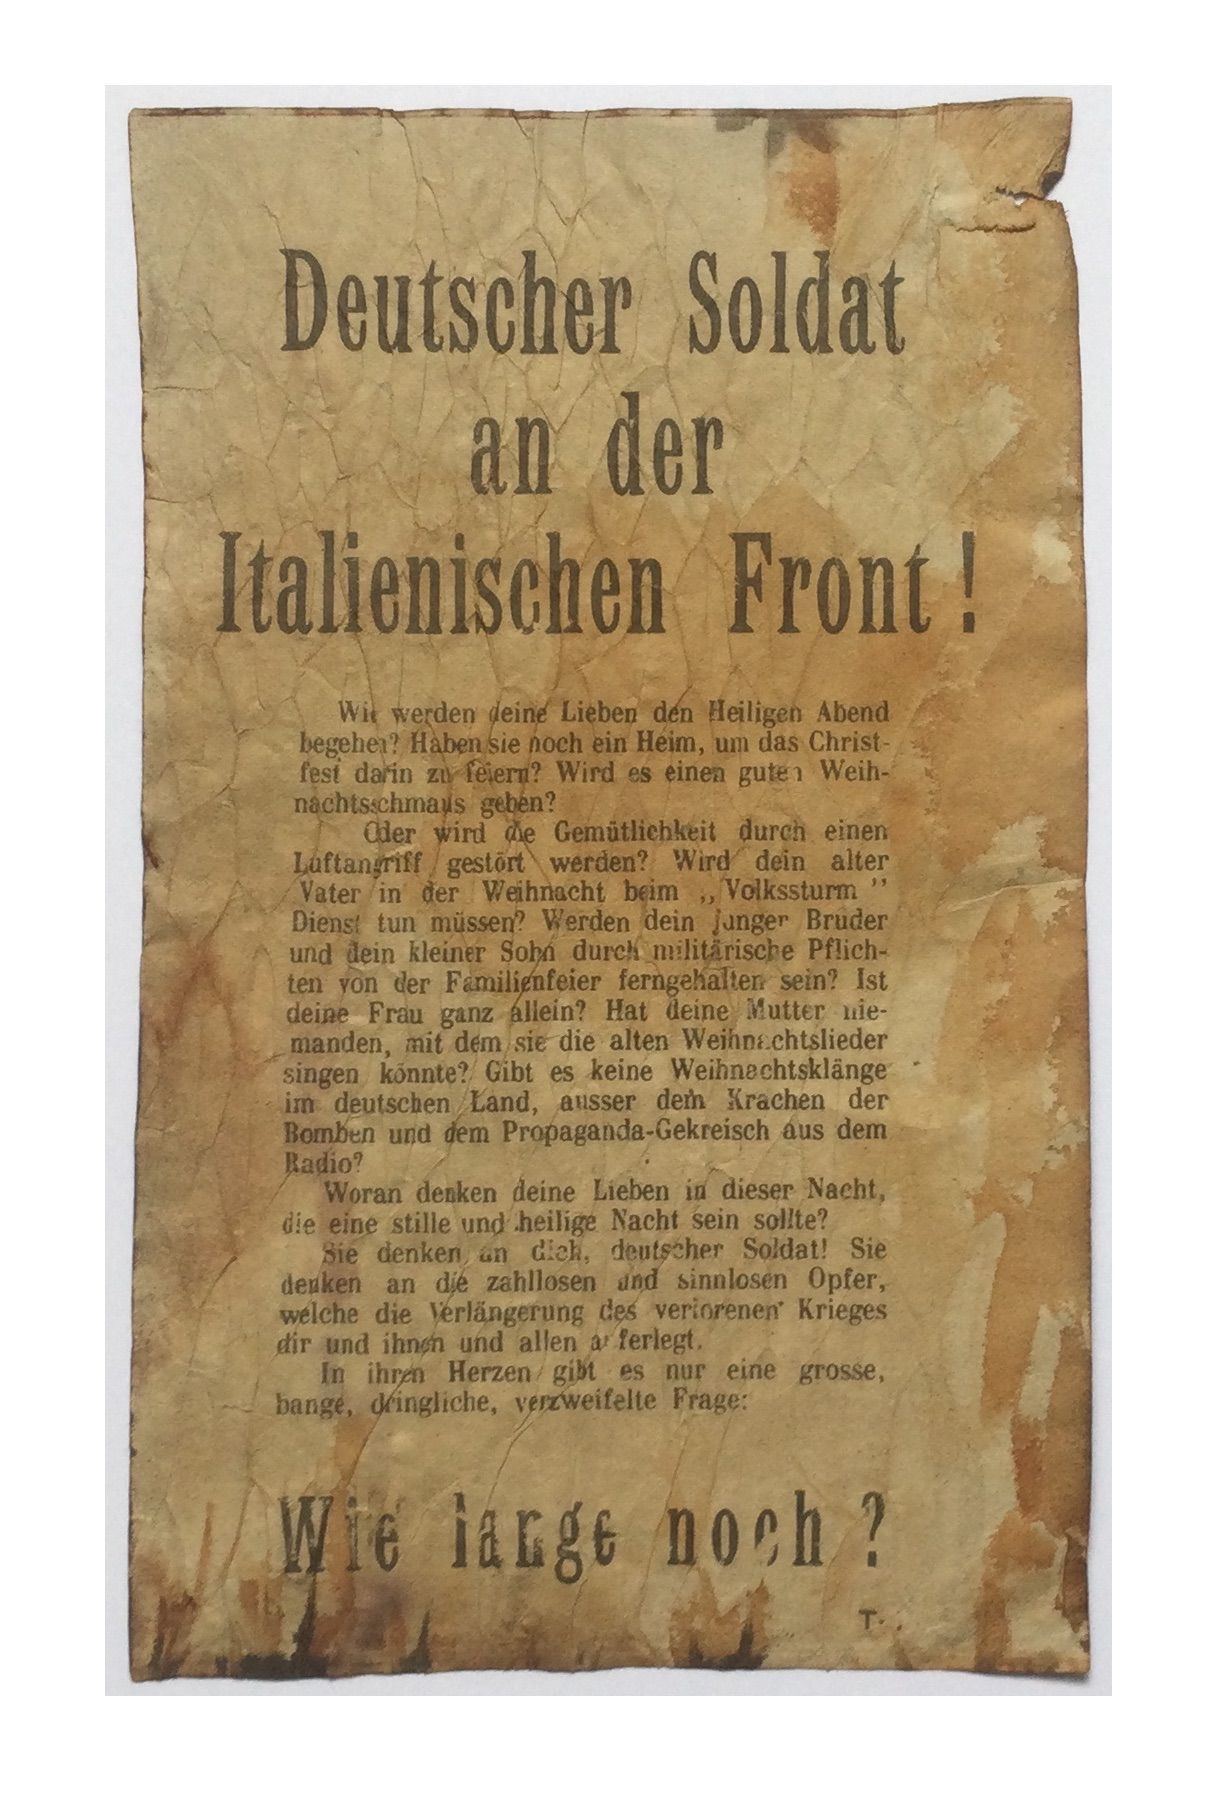 Deutscher Soldat
an der
Italienischen Front !
Wie werden deine Lieben den Heiligen Abend
begehen? Haben sie noch ein Heim, um das Christ-
fest darin zu feiern? Wird es einen guten Weih-
nachtsschmaus geben?
Oder wird die Gemütlichkeit durch einen
Luftangriff gestört werden? Wird dein alter
Vater in der Weihnacht beim „Volkssturm”
Dienst tun müssen? Werden dein junger Bruder
und dein kleiner Sohn durch militärische Pflich-
ten von der Familienfeier ferngehalten sein? Ist
deine Frau ganz allein? Hat deine Mutter nie-
manden, mit dem sie die alten Weihnachtslieder
singen könnte? Gibt es keine Weihnachtsklänge
im deutschen Land, ausser dem Krachen der
Bomben und dem Propaganda-Gekreisch aus dem
Radio?
Woran denken deine Lieben in dieser Nacht,
die eine stille und heilige Nacht sein sollte?
Sie denken an dich, deutscher Soldat! Sie
denken an die zahllosen und sinnlosen Opfer,
welche die Verlängerung des verlorenen Krieges
dir und ihnen und allen auferlegt.
In ihren Herzen gibt es nur eine grosse,
bange, dringliche, verzweifelte Frage:
Wie lange noch ?
T.